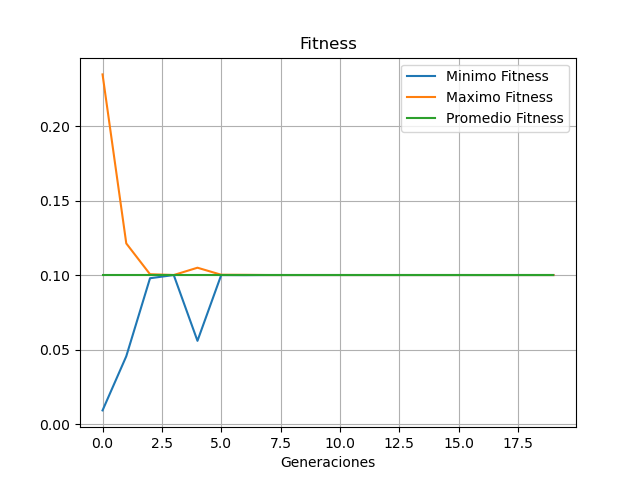 Fitness
Minimo Fitness
Maximo Fitness
Promedio Fitness
0.20
0.15
0.10
0.05
0.00
0.0 2.5 5.0 7.5 10.0 12.5 15.0 17.5
Generaciones